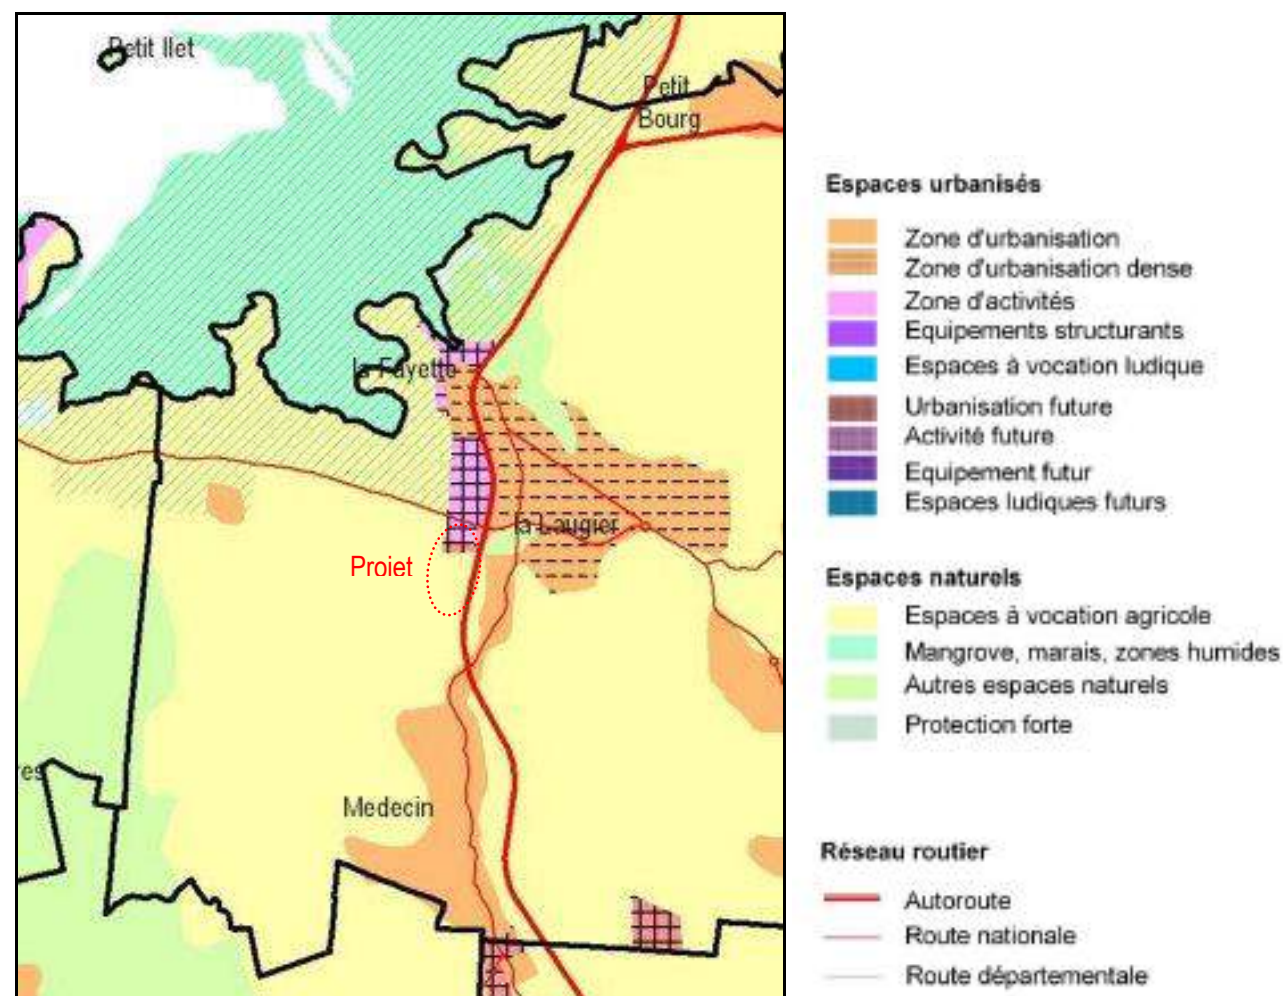 Petit Ilet
Petit
Bourg
la Fayette
la Laugier
Projet
res
Medecin
Espaces urbanisés
Zone d'urbanisation
Zone d'urbanisation dense
Zone d'activités
Equipements structurants
Espaces à vocation ludique
Urbanisation future
Activité future
Equipement futur
Espaces ludiques futurs
Espaces naturels
Espaces à vocation agricole
Mangrove, marais, zones humides
Autres espaces naturels
Protection forte
Réseau routier
Autoroute
Route nationale
Route départementale